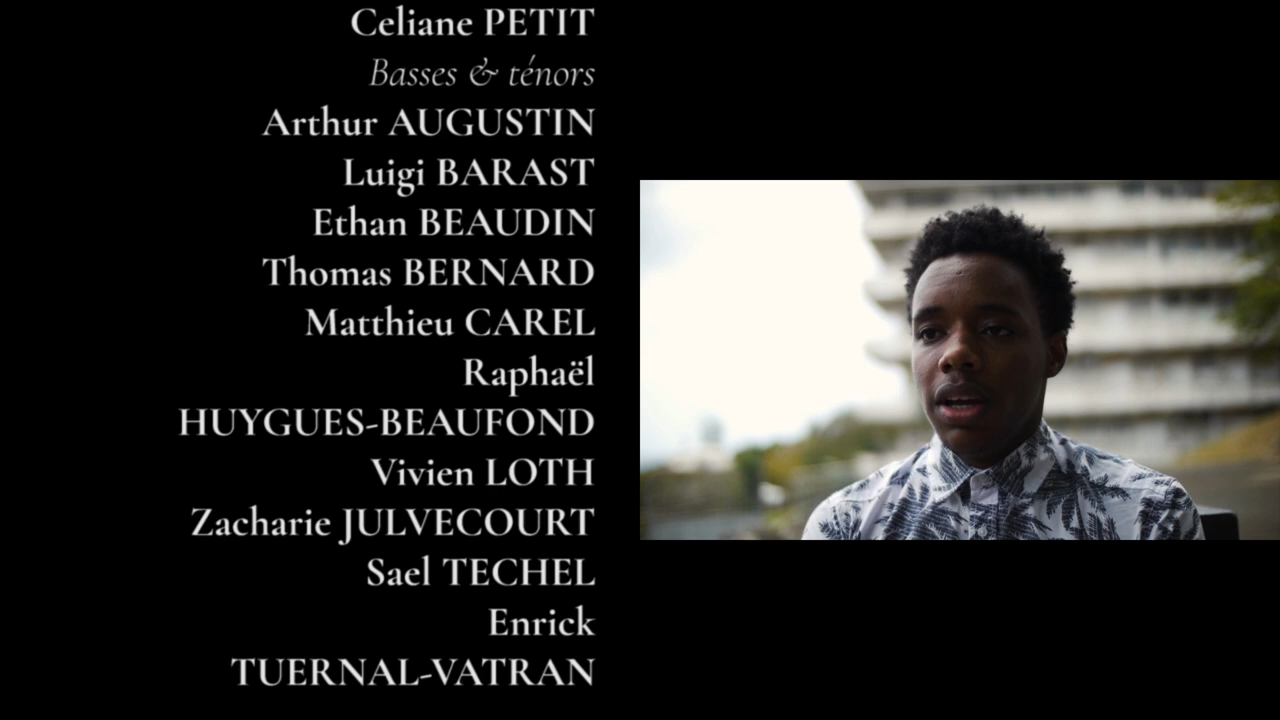 Celiane PETIT
Basses & ténors
Arthur AUGUSTIN
Luigi BARAST
Ethan BEAUDIN
Thomas BERNARD
Matthieu CAREL
Raphaël
HUYGUES-BEAUFOND
Vivien LOTH
Zacharie JULVECOURT
Sael TECHEL
Enrick
TUERNAL-VATRAN